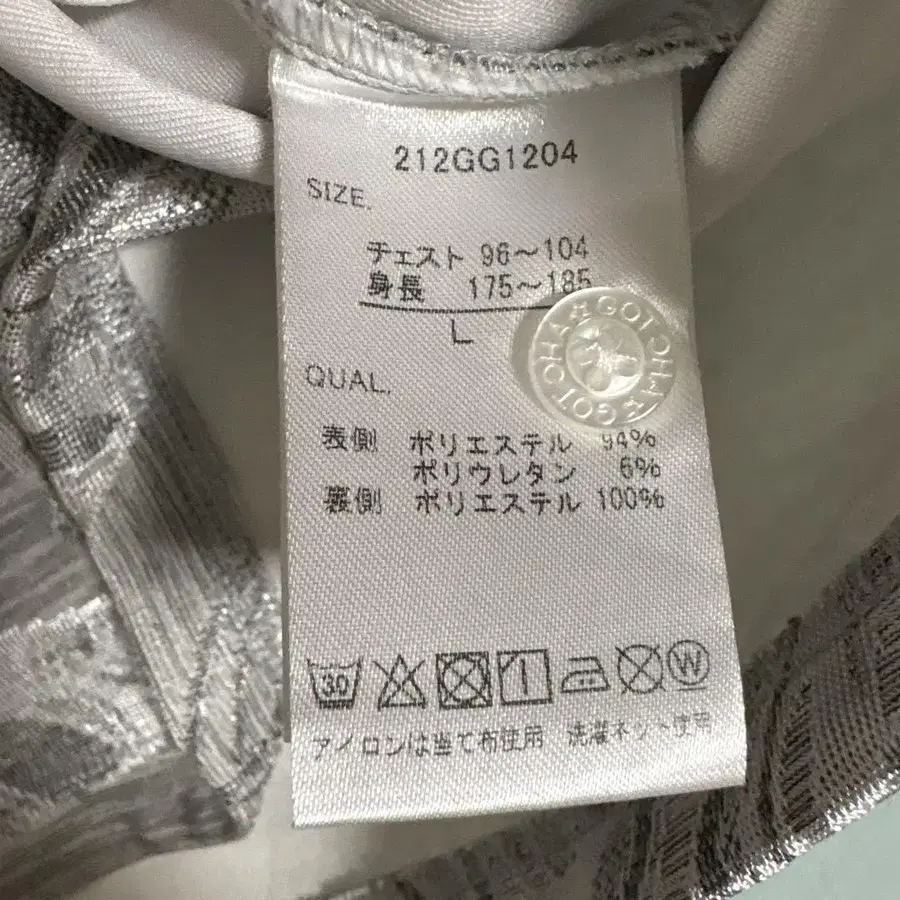 212GG1204
SIZE.
チェスト 96～104
身長 175～185
L
GOTCHA GOTCHA
QUAL.
表側 ポリエステル 94%
ポリウレタン 6%
裏側 ポリエステル 100%
30
W
アイロンは当て布使用 洗濯ネット使用